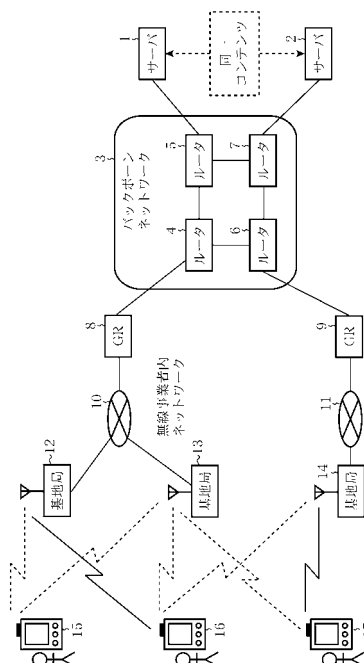 1
サーバ
同一
コンテンツ
2
サーバ
3
バックボーン
ネットワーク
5
ルータ
7
ルータ
4
ルータ
6
ルータ
8
GR
9
GR
10
無線事業者内
ネットワーク
11
12
基地局
13
基地局
14
基地局
15
16